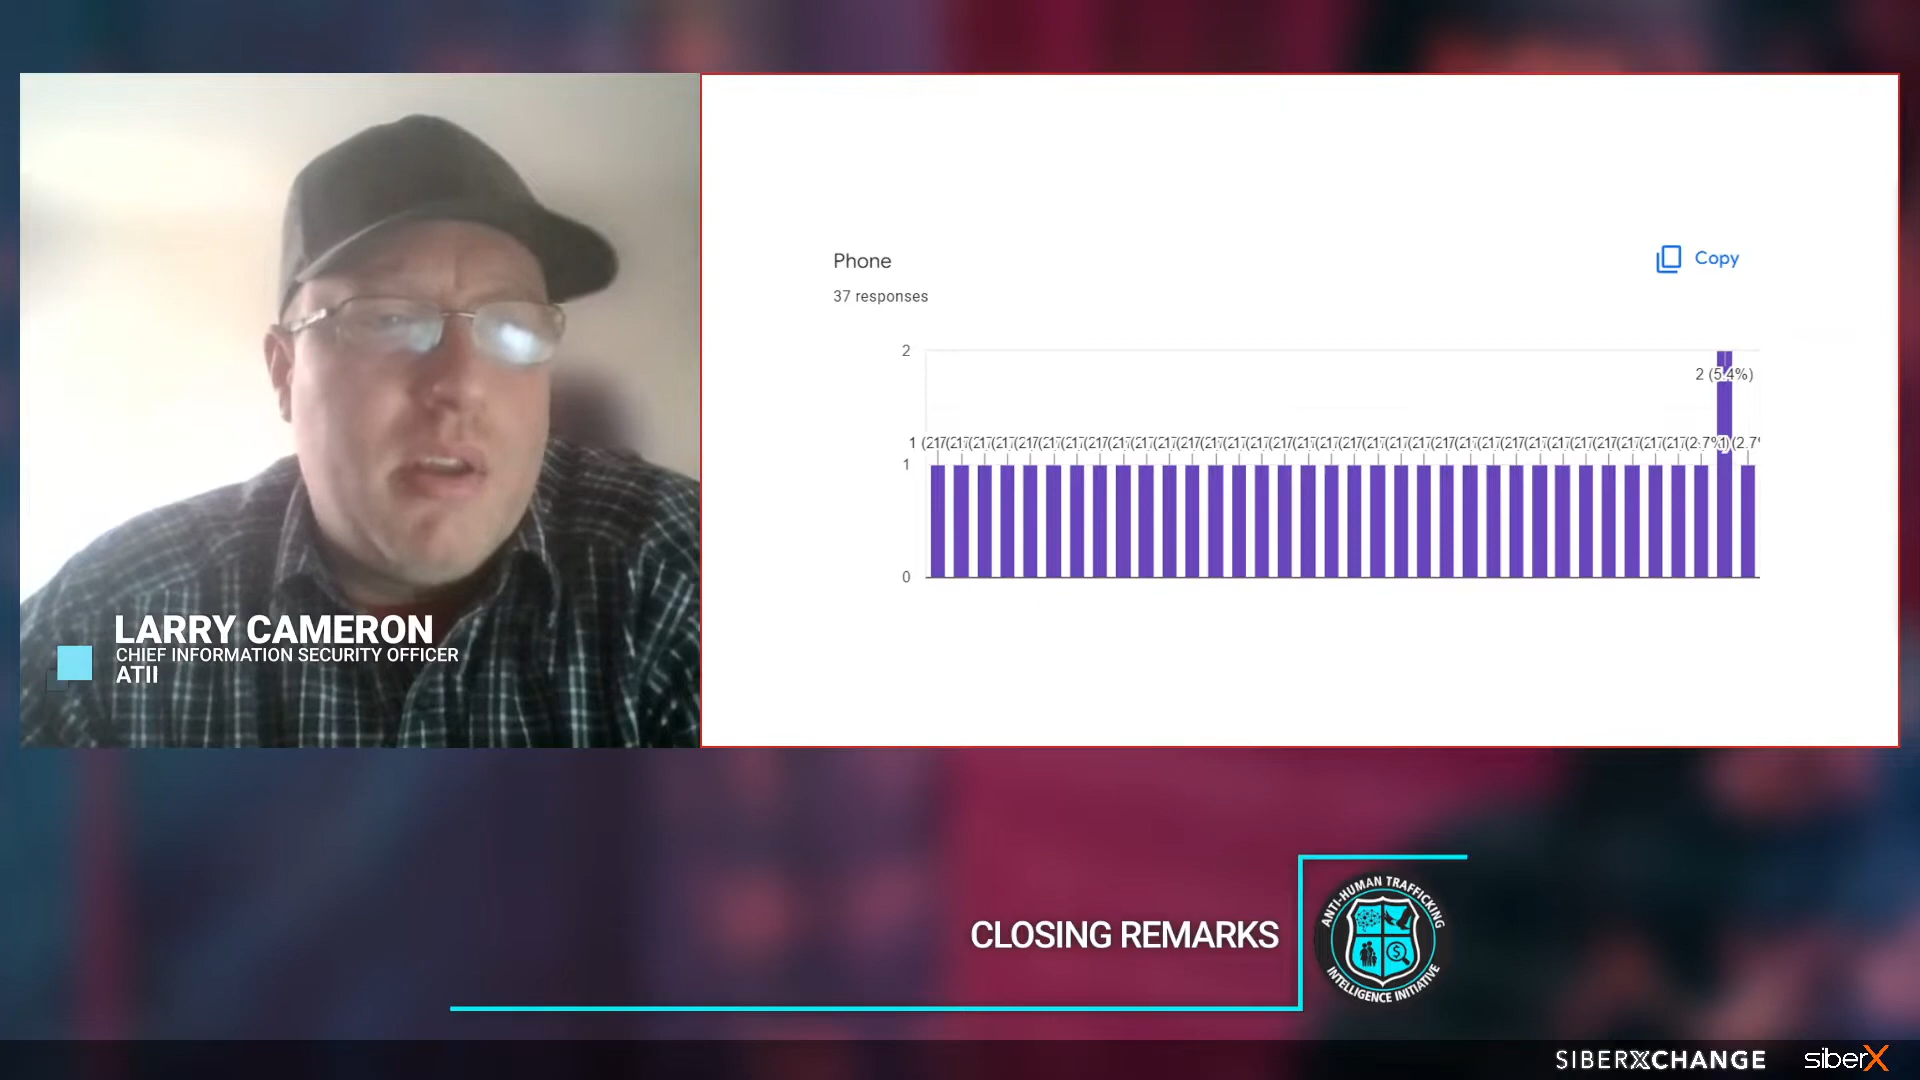 Phone
Copy
37 responses
2
2 (5.4%)
1
0
LARRY CAMERON
CHIEF INFORMATION SECURITY OFFICER
ATII
CLOSING REMARKS
ANTI-HUMAN TRAFFICKING
INTELLIGENCE INITIATIVE
SIBERXCHANGE
siberX